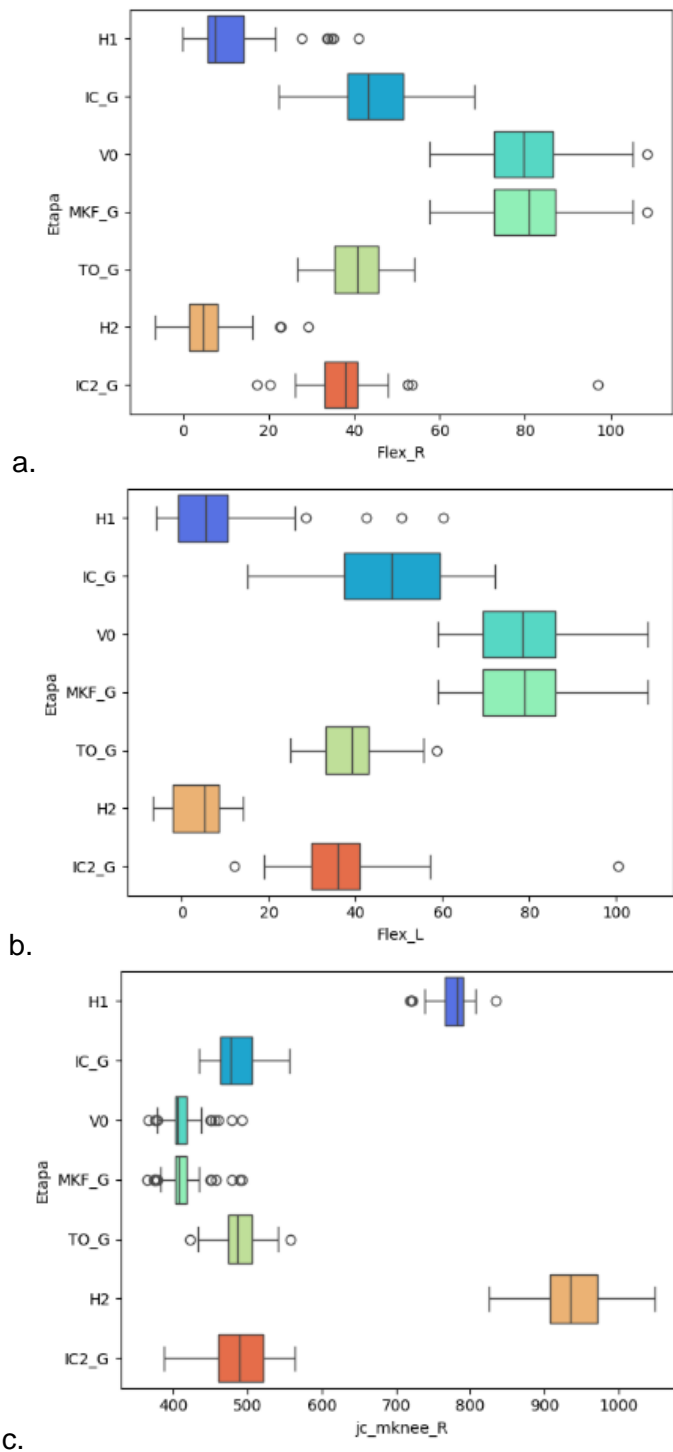 H1
IC_G
V0
MKF_G
TO_G
H2
IC2_G
Etapa
0 20 40 60 80 100
Flex_R
a.
H1
IC_G
V0
MKF_G
TO_G
H2
IC2_G
Etapa
0 20 40 60 80 100
Flex_L
b.
H1
IC_G
V0
MKF_G
TO_G
H2
IC2_G
Etapa
400 500 600 700 800 900 1000
jc_mknee_R
c.